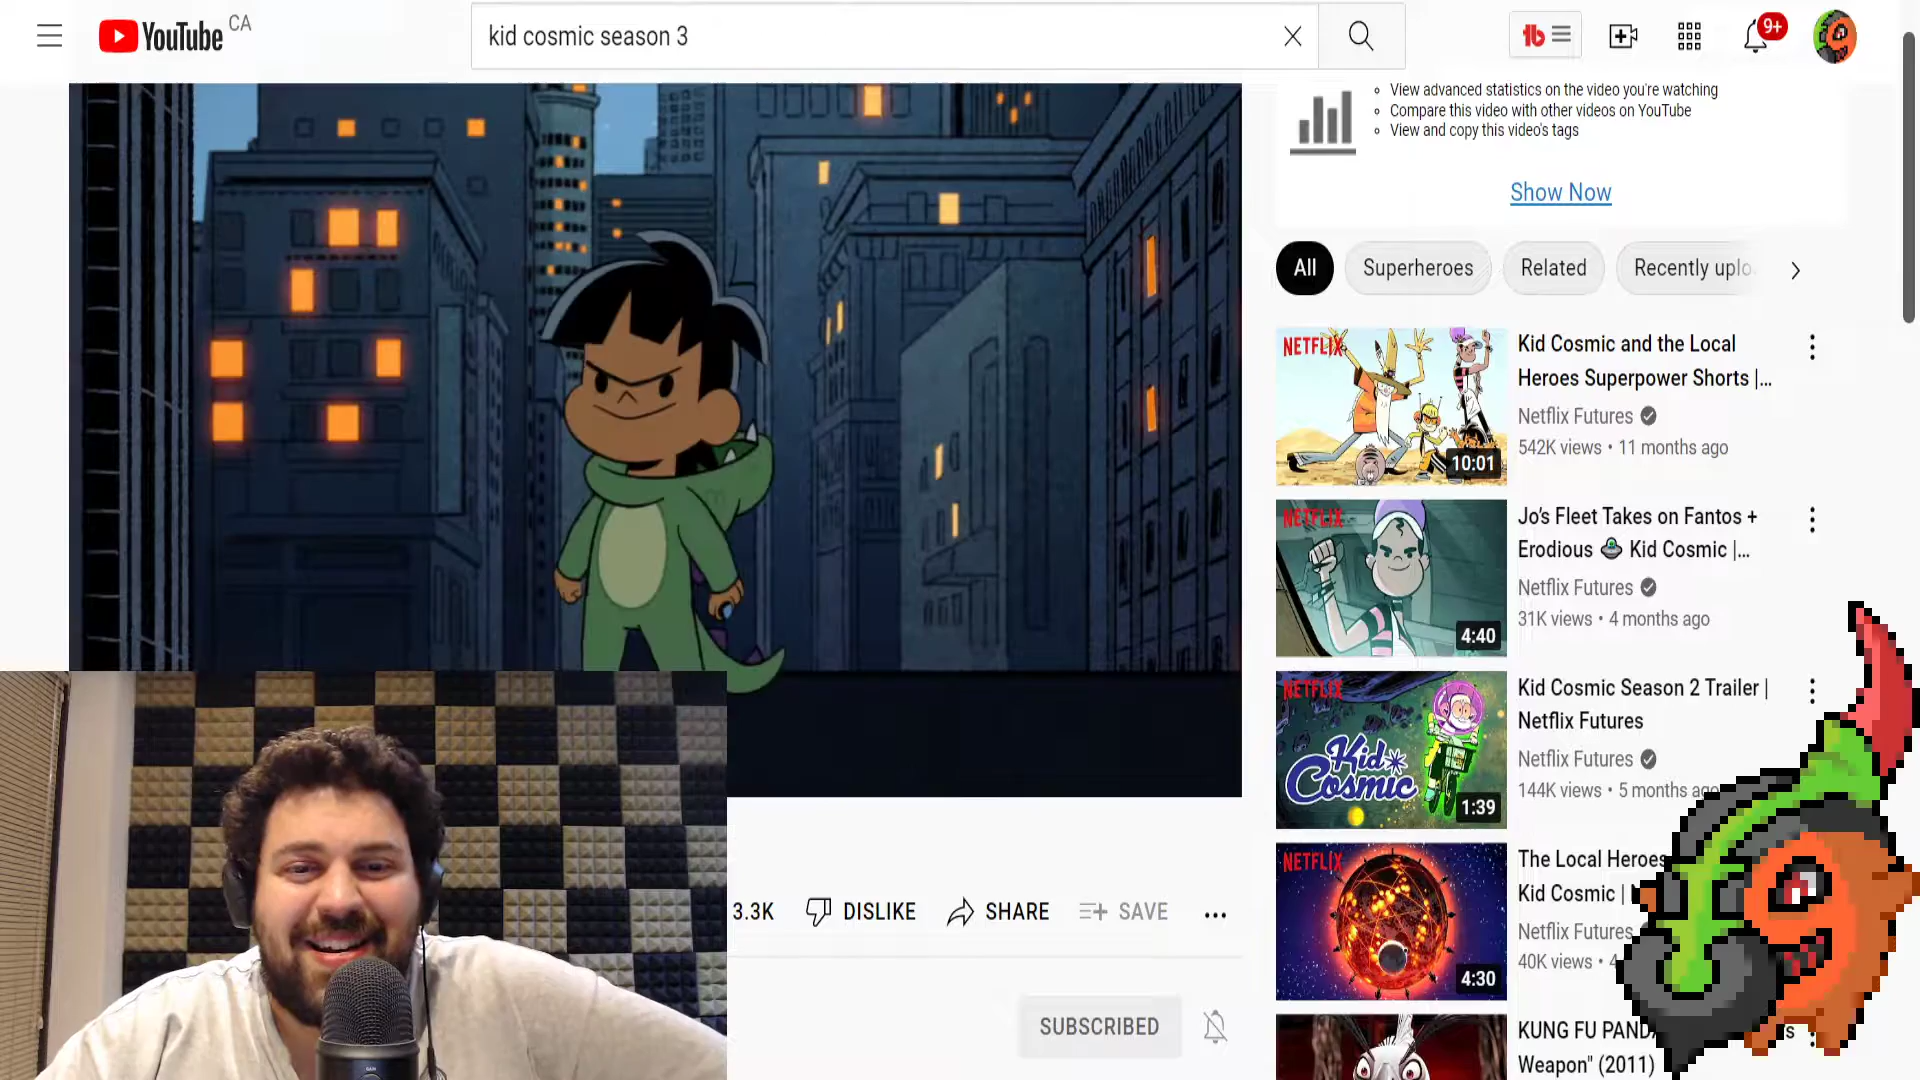 YouTube CA
kid cosmic season 3
9+
View advanced statistics on the video you're watching
Compare this video with other videos on YouTube
View and copy this video's tags
Show Now
All
Superheroes
Related
Recently uplo
NETFLIX
10:01
Kid Cosmic and the Local
Heroes Superpower Shorts |...
Netflix Futures
542K views • 11 months ago
NETFLIX
4:40
Jo's Fleet Takes on Fantos +
Erodious 🛸 Kid Cosmic |...
Netflix Futures
31K views • 4 months ago
NETFLIX
Kid
Cosmic
1:39
Kid Cosmic Season 2 Trailer |
Netflix Futures
Netflix Futures
144K views • 5 months ago
NETFLIX
4:30
The Local Heroes
Kid Cosmic |
Netflix Futures
40K views • 4
KUNG FU PAND
Weapon" (2011)
3.3K
DISLIKE
SHARE
SAVE
SUBSCRIBED